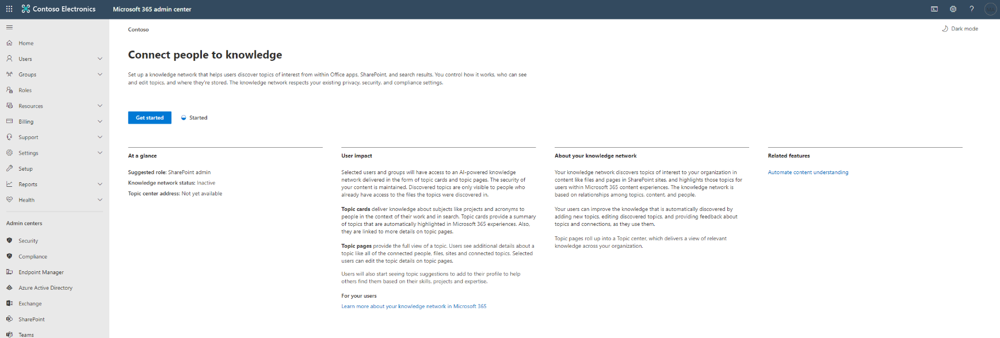 Contoso Electronics
Microsoft 365 admin center
?
Contoso
Dark mode
Home
Users
Groups
Roles
Resources
Billing
Support
Settings
Setup
Reports
Health
Admin centers
Security
Compliance
Endpoint Manager
Azure Active Directory
Exchange
SharePoint
Teams
Connect people to knowledge
Set up a knowledge network that helps users discover topics of interest from within Office apps, SharePoint, and search results. You control how it works, who can see
and edit topics, and where they're stored. The knowledge network respects your existing privacy, security, and compliance settings.
Get started
Started
At a glance
Suggested role: SharePoint admin
Knowledge network status: Inactive
Topic center address: Not yet available
User impact
Selected users and groups will have access to an AI-powered knowledge
network delivered in the form of topic cards and topic pages. The security of
your content is maintained. Discovered topics are only visible to people who
already have access to the files the topics were discovered in.
Topic cards deliver knowledge about subjects like projects and acronyms to
people in the context of their work and in search. Topic cards provide a summary
of topics that are automatically highlighted in Microsoft 365 experiences. Also,
they are linked to more details on topic pages.
Topic pages provide the full view of a topic. Users see additional details about a
topic like all of the connected people, files, sites and connected topics. Selected
users can edit the topic details on topic pages.
Users will also start seeing topic suggestions to add to their profile to help
others find them based on their skills, projects and expertise.
For your users
Learn more about your knowledge network in Microsoft 365
About your knowledge network
Your knowledge network discovers topics of interest to your organization in
content like files and pages in SharePoint sites, and highlights those topics for
users within Microsoft 365 content experiences. The knowledge network is
based on relationships among topics, content, and people.
Your users can improve the knowledge that is automatically discovered by
adding new topics, editing discovered topics, and providing feedback about
topics and connections, as they use them.
Topic pages roll up into a Topic center, which delivers a view of relevant
knowledge across your organization.
Related features
Automate content understanding